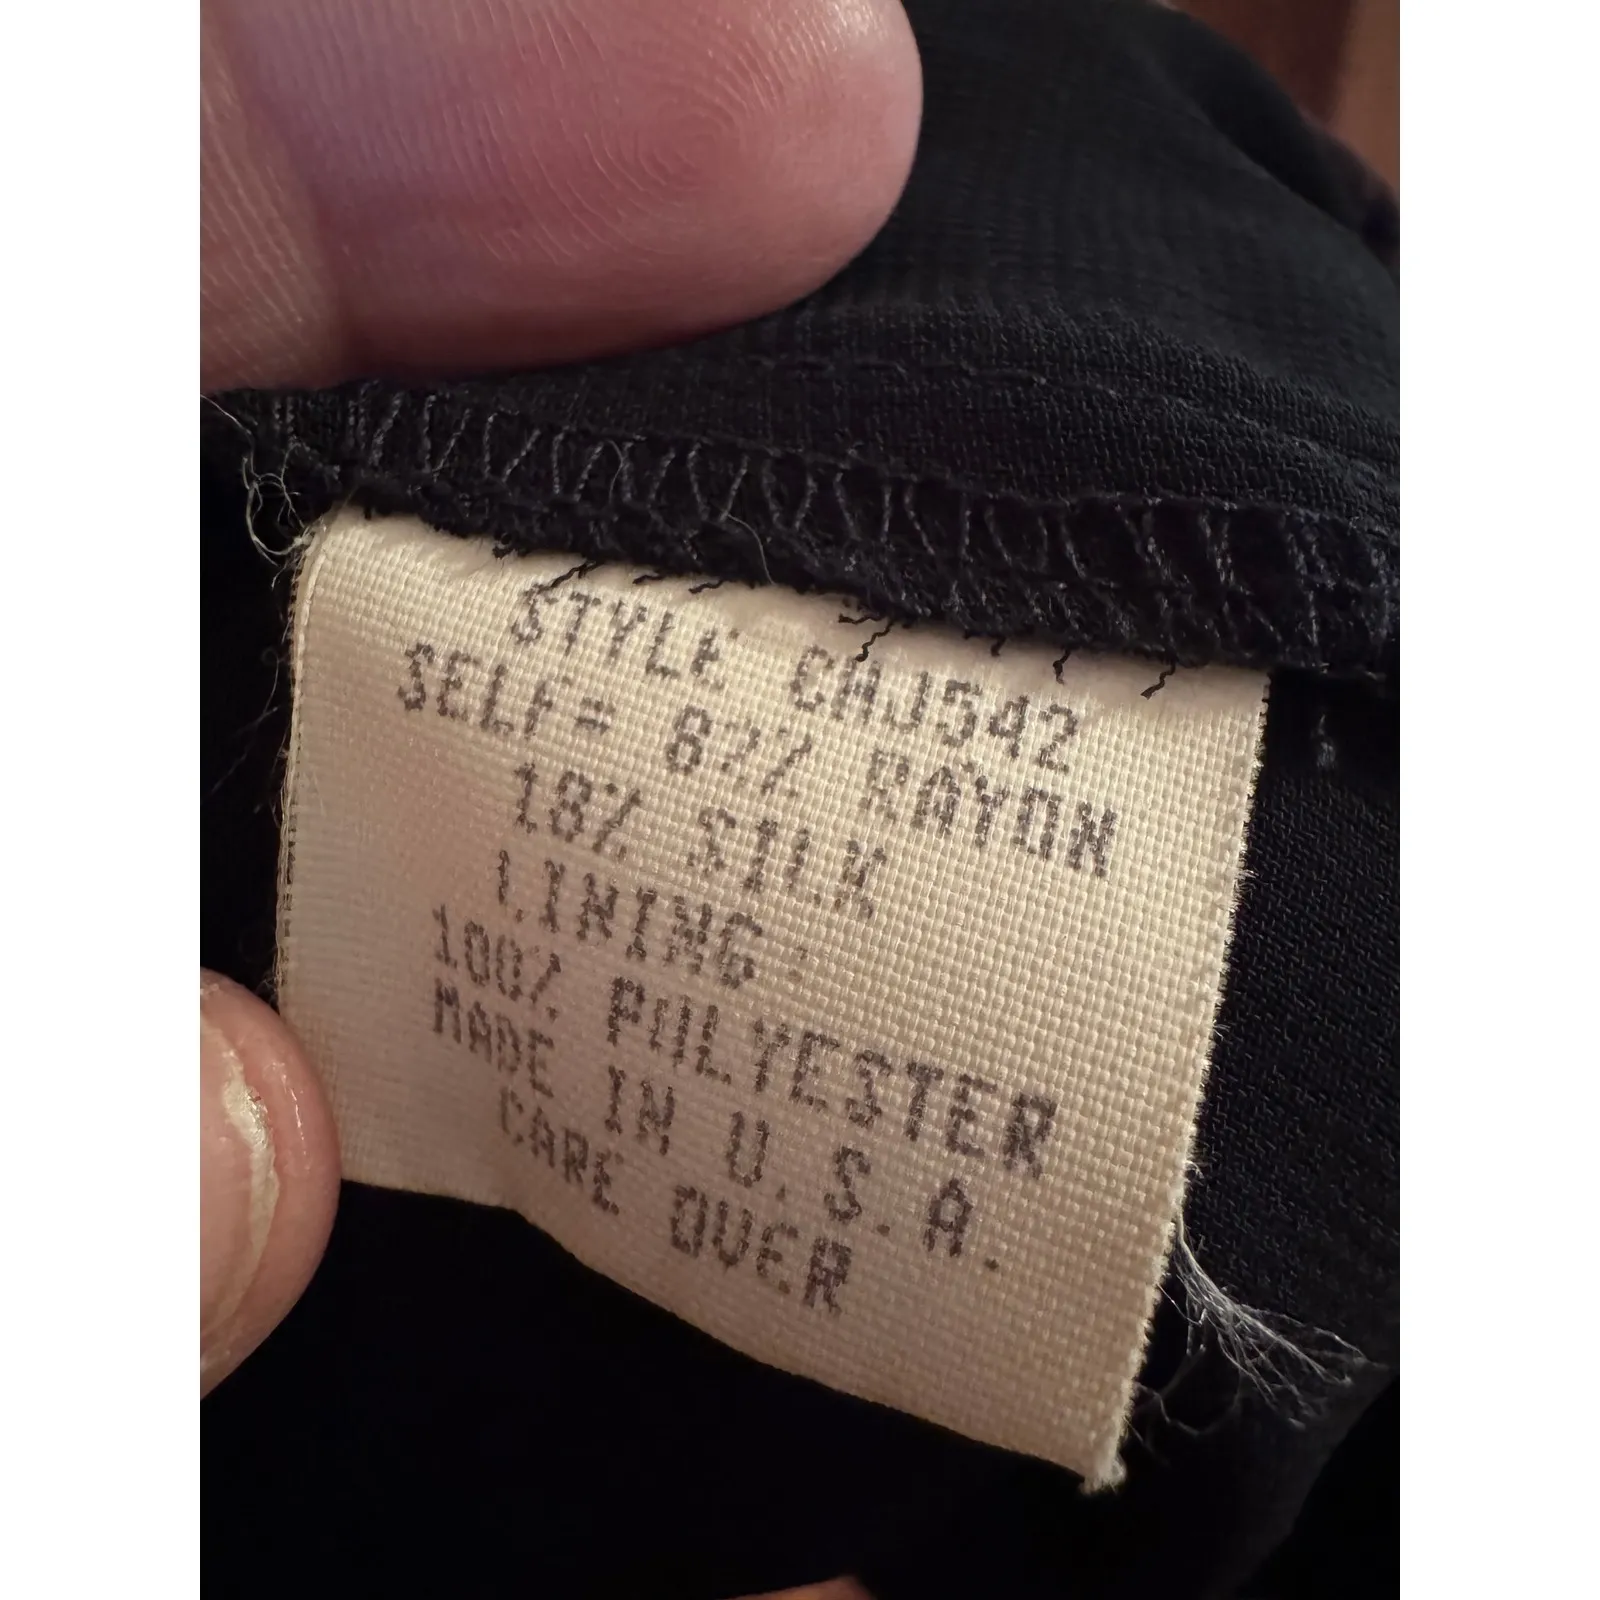 STYLE CAJ542
SELF= 82% RAYON
18% SILK
LINING:
100% POLYESTER
MADE IN U.S.A.
CARE OVER